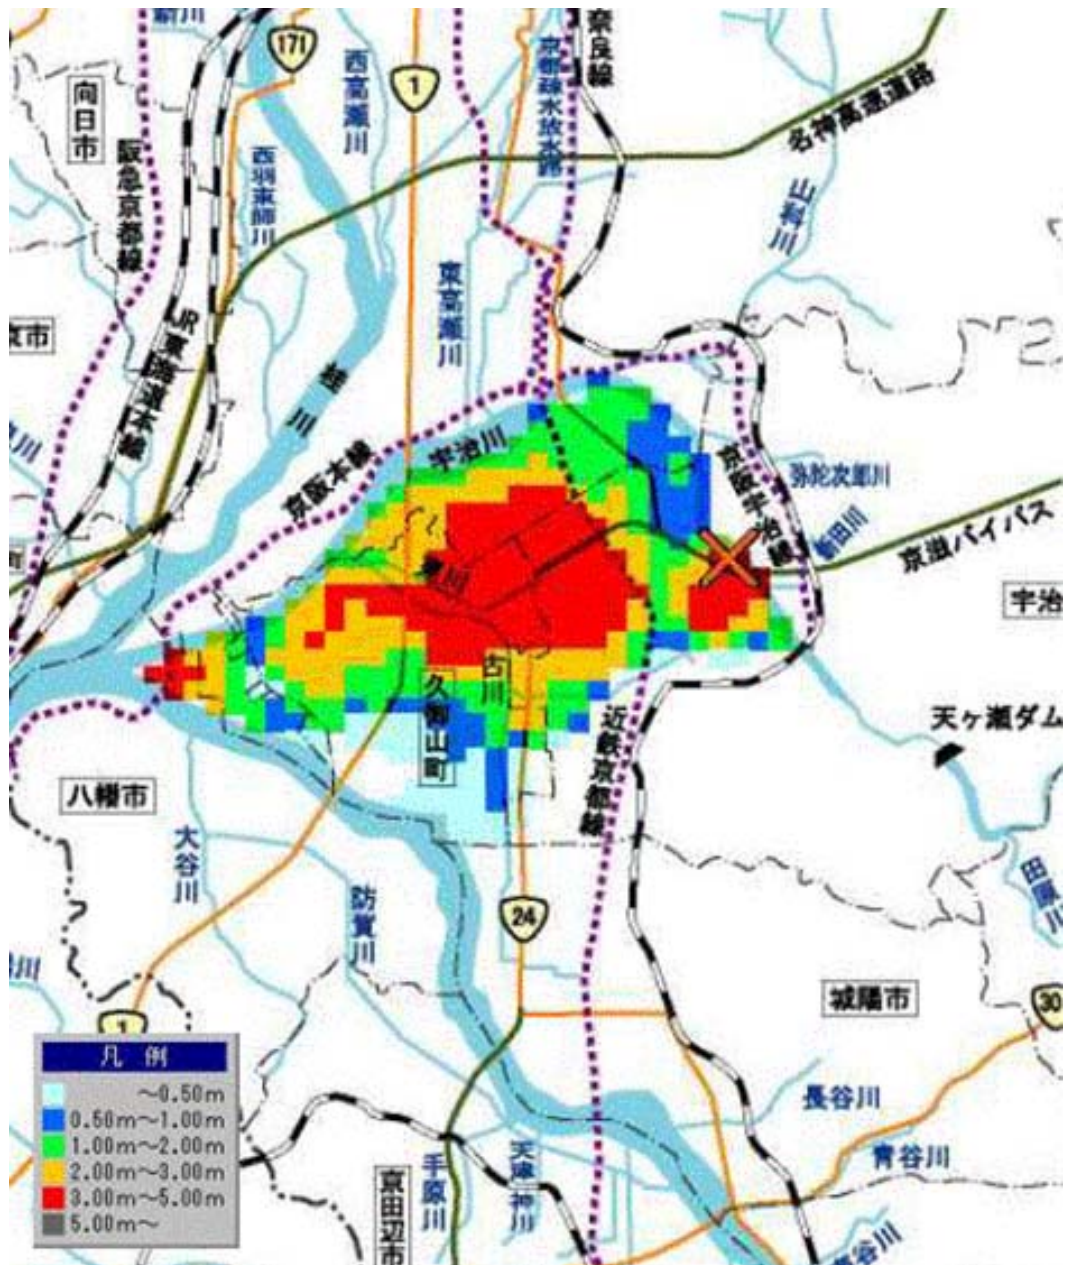 新川
171
1
西高瀬川
奈良線
京都疏水放水路
向日市
阪急京都線
西羽束師川
名神高速道路
山科川
東高瀬川
京市
JR東海道本線
桂川
京阪本線
宇治川
京阪宇治線
弥陀次郎川
新田川
京滋バイパス
宇治
古川
久御山町
近鉄京都線
天ヶ瀬ダム
八幡市
大谷川
防賀川
24
田原川
城陽市
1
30
凡例
～0.50m
0.50m～1.00m
1.00m～2.00m
2.00m～3.00m
3.00m～5.00m
5.00m～
長谷川
青谷川
手原川
天津神川
京田辺市